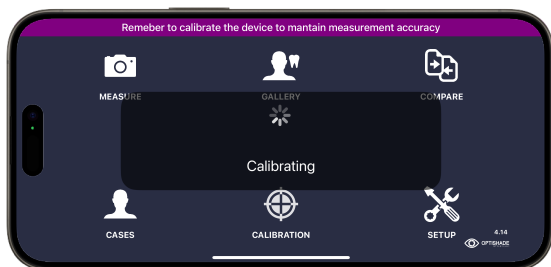 Remeber to calibrate the device to mantain measurement accuracy
MEASURE GALLERY COMPARE
Calibrating
CASES CALIBRATION SETUP
4.14
OPTISHADE